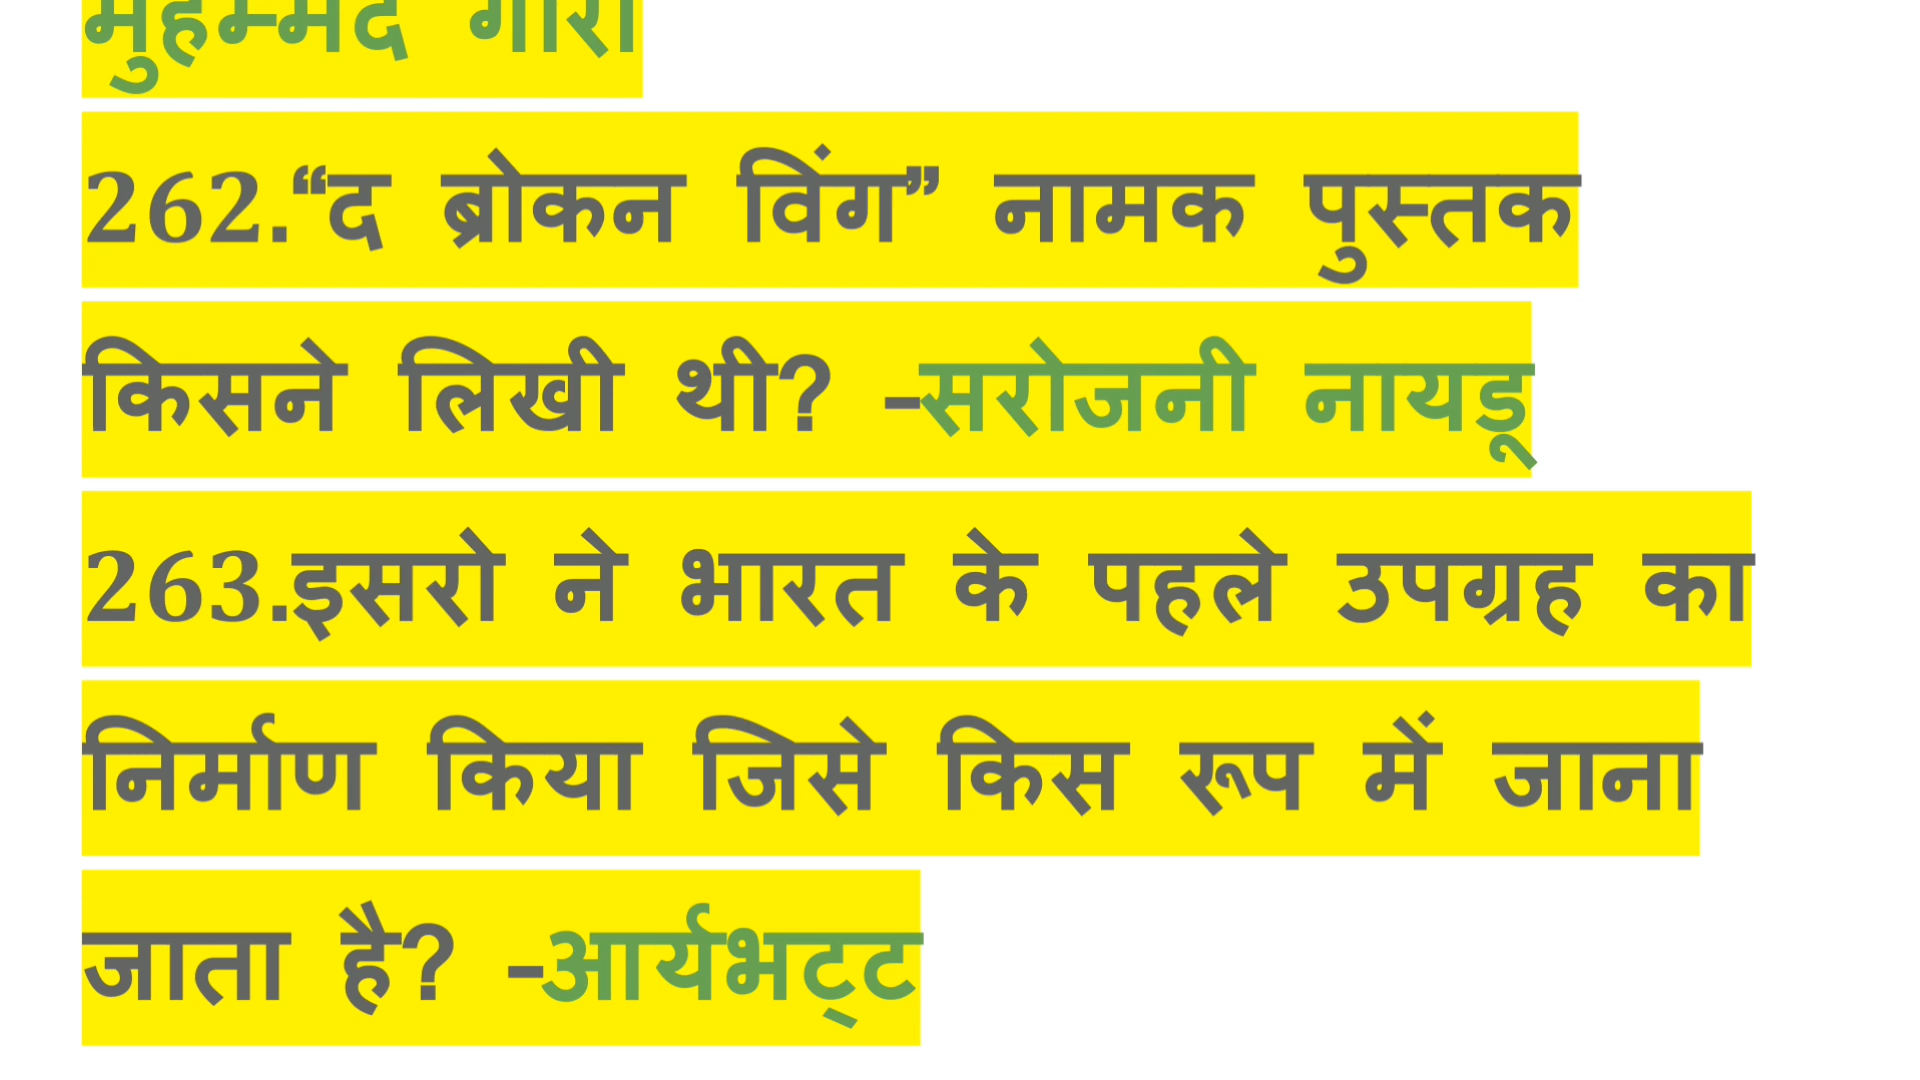 मुहम्मद गोरी
262.“द ब्रोकन विंग” नामक पुस्तक
किसने लिखी थी? –सरोजनी नायडू
263.इसरो ने भारत के पहले उपग्रह का
निर्माण किया जिसे किस रूप में जाना
जाता है? –आर्यभट्ट